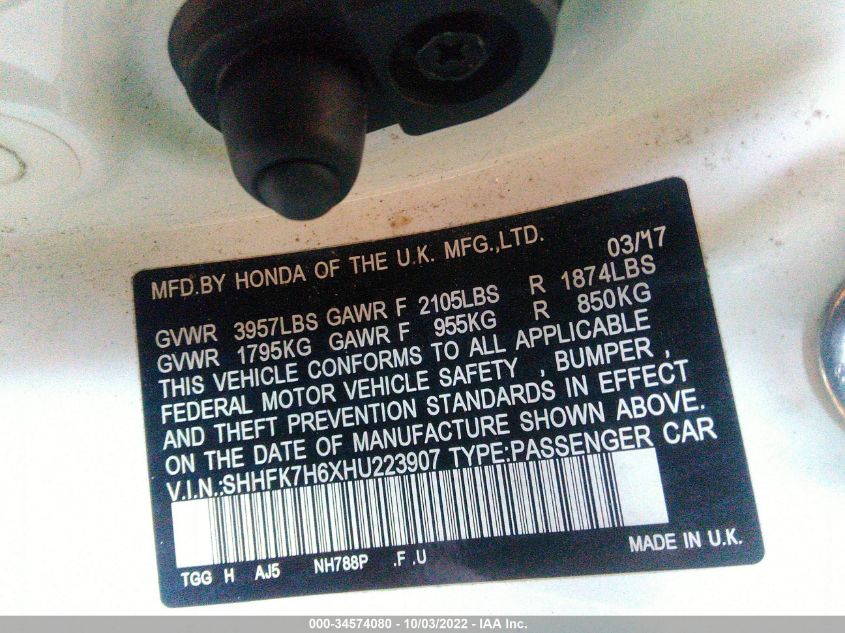 MFD.BY HONDA OF THE U.K. MFG.,LTD. 03/17
GVWR 3957LBS GAWR F 2105LBS R 1874LBS
GVWR 1795KG GAWR F 955KG R 850KG
THIS VEHICLE CONFORMS TO ALL APPLICABLE
FEDERAL MOTOR VEHICLE SAFETY , BUMPER ,
AND THEFT PREVENTION STANDARDS IN EFFECT
ON THE DATE OF MANUFACTURE SHOWN ABOVE.
V.I.N.:SHHFK7H6XHU223907 TYPE:PASSENGER CAR
TGG H AJ5 NH788P .F .U MADE IN U.K.
000-34574080 - 10/03/2022 - IAA Inc.